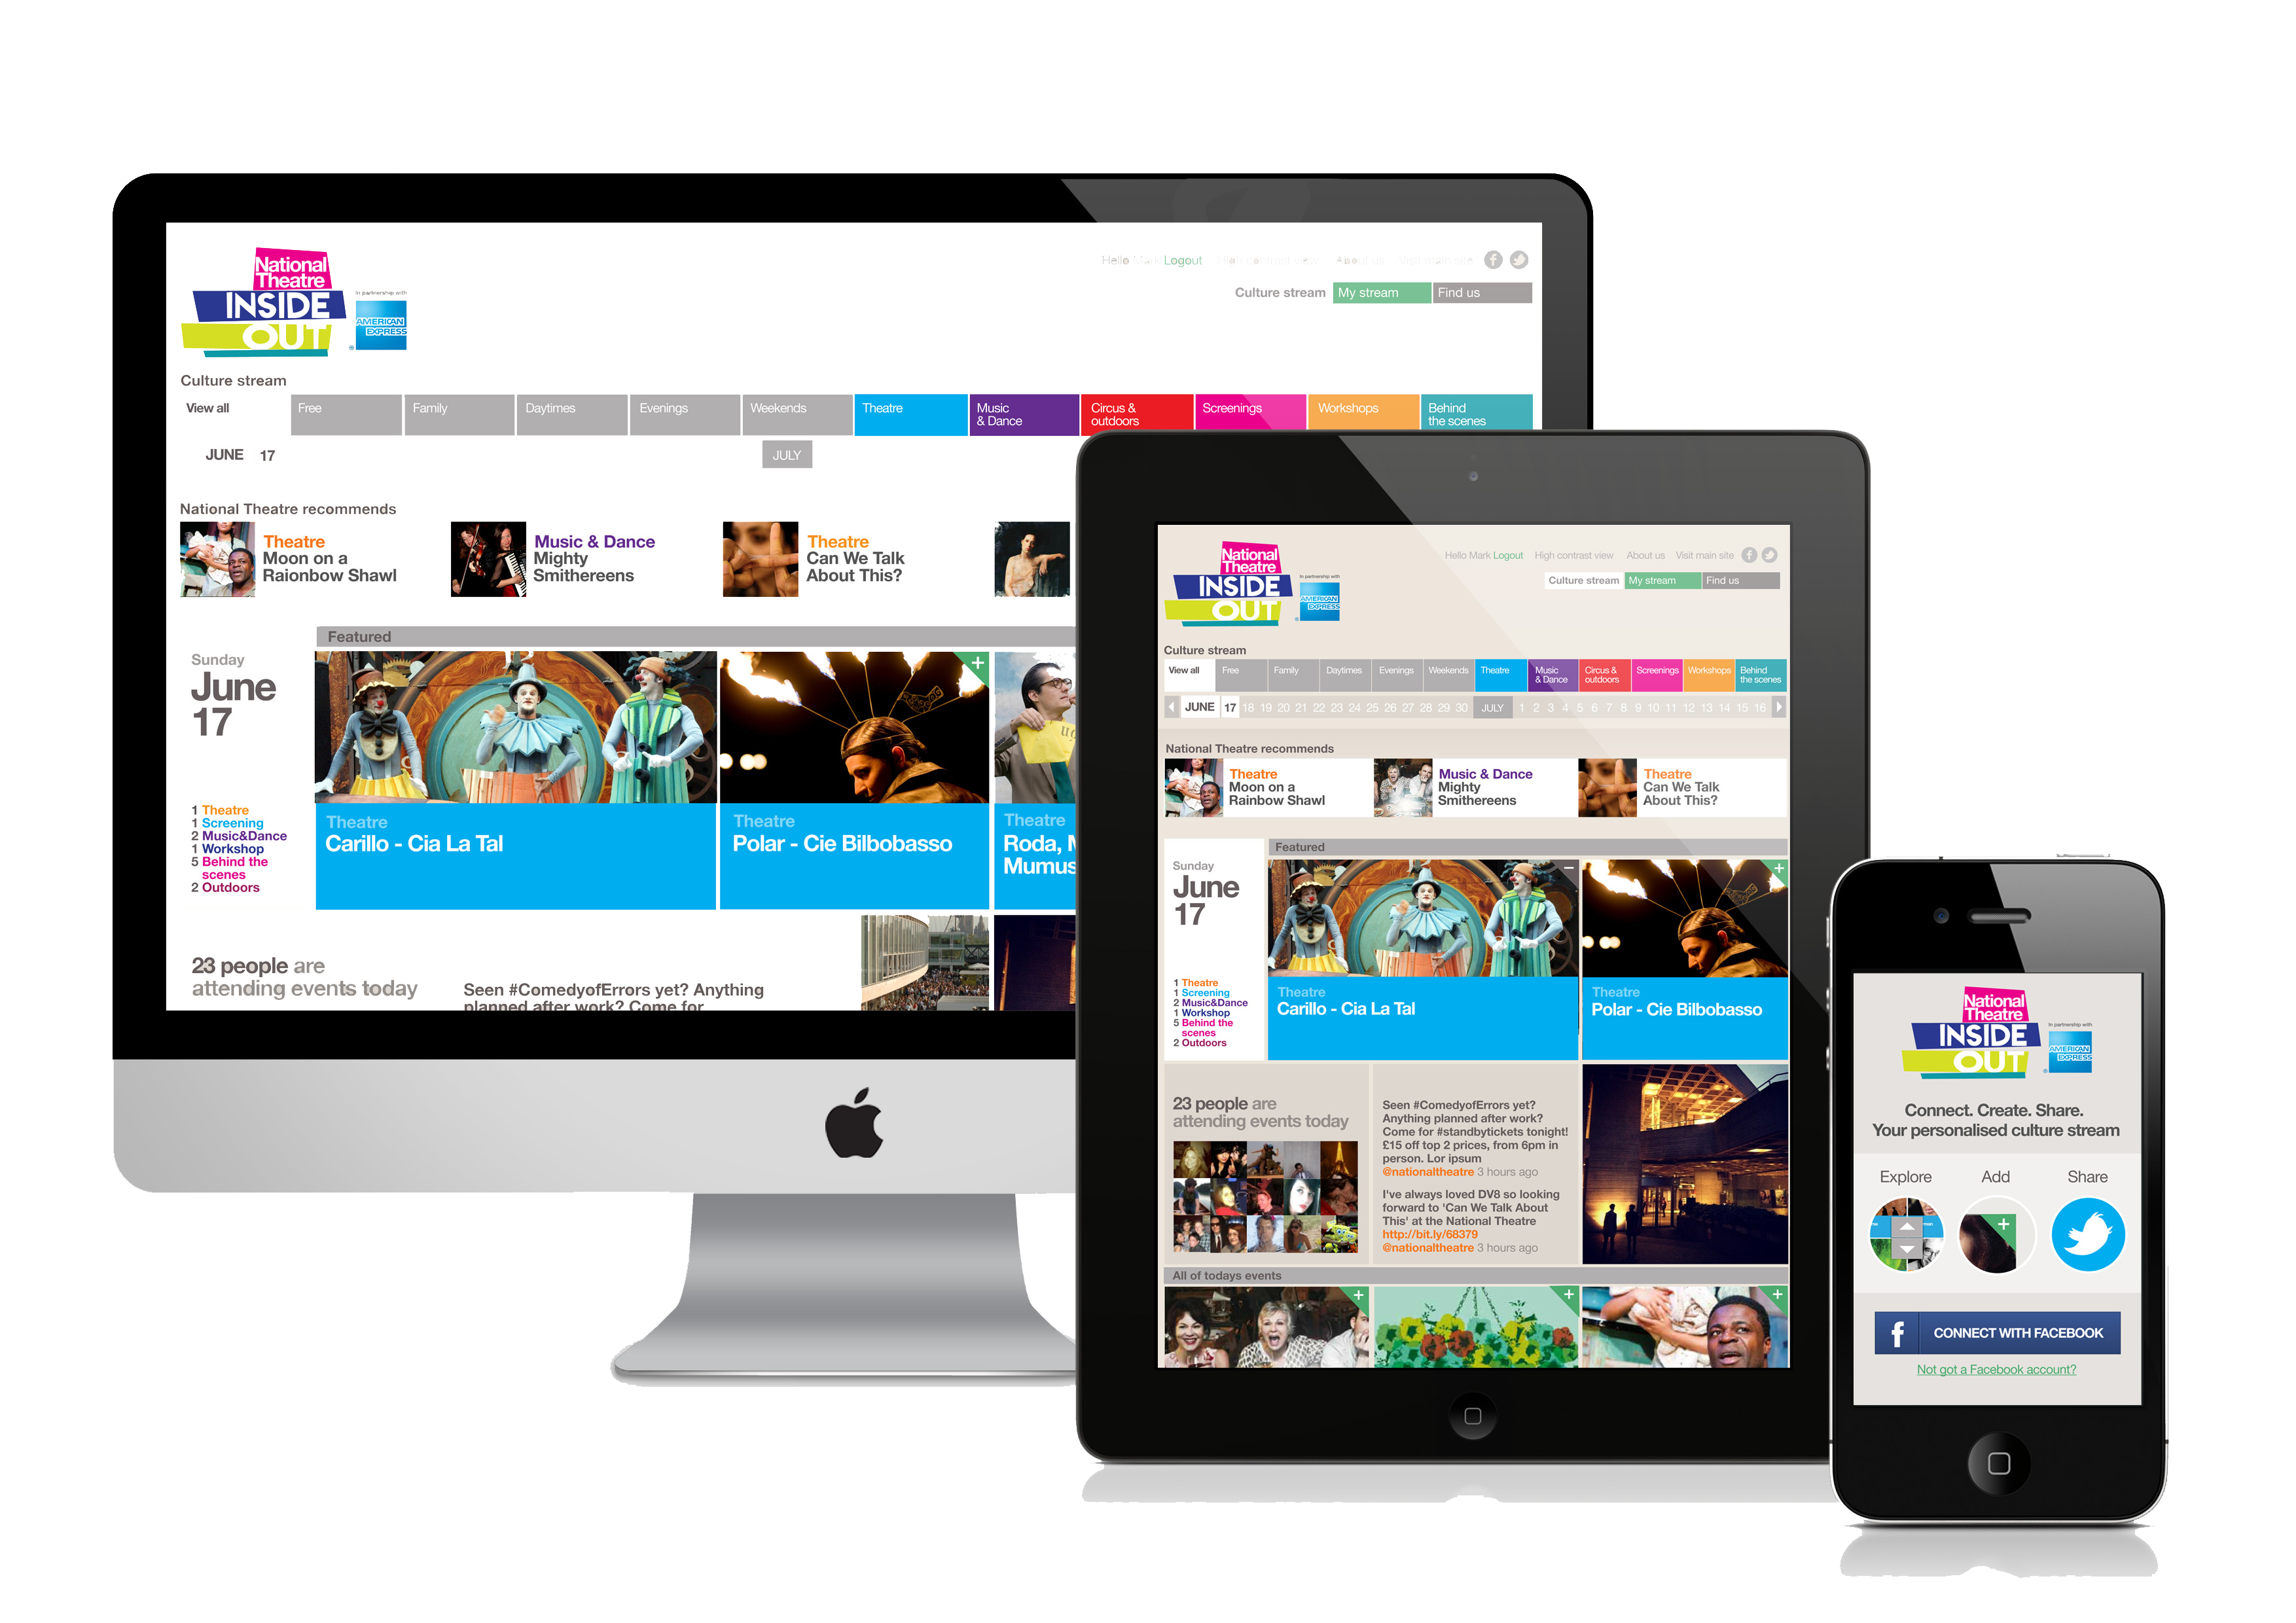 National
Theatre
INSIDE
OUT
In partnership with
AMERICAN
EXPRESS
Hello Mark Logout High contrast view About us Visit main site
Culture stream My stream Find us
Culture stream
View all Free Family Daytimes Evenings Weekends Theatre Music
& Dance Circus &
outdoors Screenings Workshops Behind
the scenes
JUNE 17 JULY
National Theatre recommends
Theatre
Moon on a
Raionbow Shawl
Music & Dance
Mighty
Smithereens
Theatre
Can We Talk
About This?
Featured
Sunday
June
17
1 Theatre
1 Screening
2 Music&Dance
1 Workshop
5 Behind the
scenes
2 Outdoors
Theatre
Carillo - Cia La Tal
Theatre
Polar - Cie Bilbobasso
Theatre
Roda,
Mumus
23 people are
attending events today
Seen #ComedyofErrors yet? Anything
planned after work? Come for
National
Theatre
INSIDE
OUT
In partnership with
AMERICAN
EXPRESS
Hello Mark Logout High contrast view About us Visit main site
Culture stream My stream Find us
Culture stream
View all Free Family Daytimes Evenings Weekends Theatre Music
& Dance Circus &
outdoors Screenings Workshops Behind
the scenes
JUNE 17 18 19 20 21 22 23 24 25 26 27 28 29 30 JULY 1 2 3 4 5 6 7 8 9 10 11 12 13 14 15 16
National Theatre recommends
Theatre
Moon on a
Rainbow Shawl
Music & Dance
Mighty
Smithereens
Theatre
Can We Talk
About This?
Featured
Sunday
June
17
1 Theatre
1 Screening
2 Music&Dance
1 Workshop
5 Behind the
scenes
2 Outdoors
Theatre
Carillo - Cia La Tal
Theatre
Polar - Cie Bilbobasso
23 people are
attending events today
Seen #ComedyofErrors yet?
Anything planned after work?
Come for #standbytickets tonight!
£15 off top 2 prices, from 6pm in
person. Lor ipsum
@nationaltheatre 3 hours ago
I've always loved DV8 so looking
forward to 'Can We Talk About
This' at the National Theatre
http://bit.ly/68379
@nationaltheatre 3 hours ago
All of todays events
National
Theatre
INSIDE
OUT
In partnership with
AMERICAN
EXPRESS
Connect. Create. Share.
Your personalised culture stream
Explore Add Share
CONNECT WITH FACEBOOK
Not got a Facebook account?